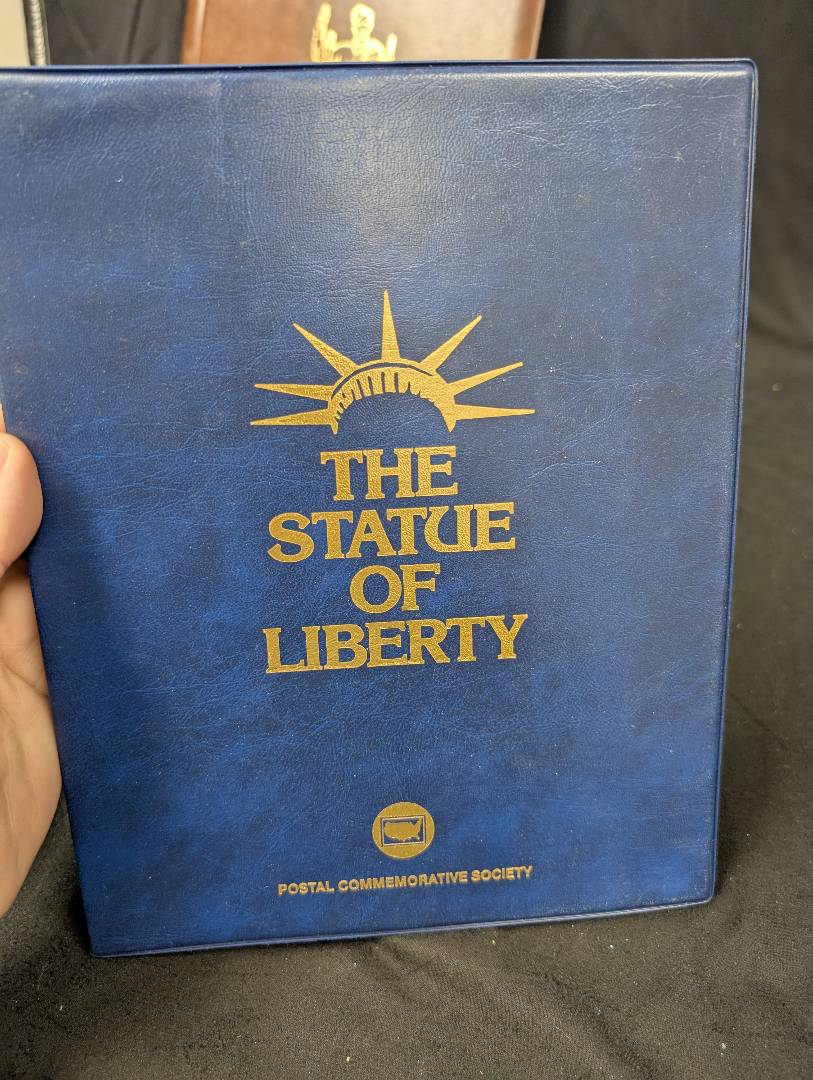 THE
STATUE
OF
LIBERTY
POSTAL COMMEMORATIVE SOCIETY